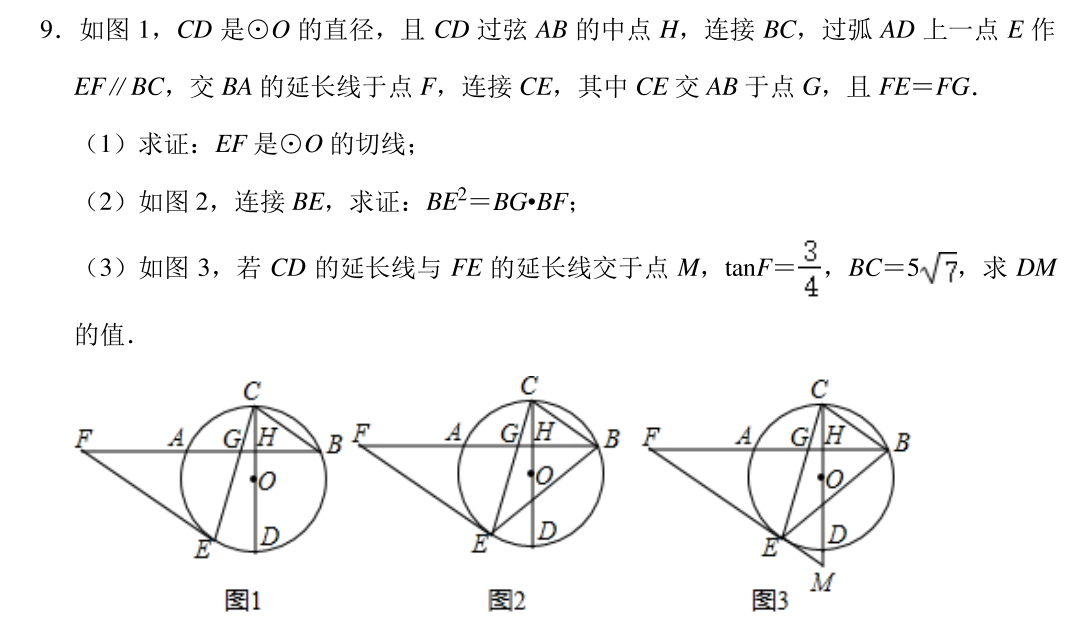 9．如图 1，CD 是⊙O 的直径，且 CD 过弦 AB 的中点 H，连接 BC，过弧 AD 上一点 E 作
EF∥BC，交 BA 的延长线于点 F，连接 CE，其中 CE 交 AB 于点 G，且 FE＝FG．
（1）求证：EF 是⊙O 的切线；
（2）如图 2，连接 BE，求证：BE²＝BG•BF；
（3）如图 3，若 CD 的延长线与 FE 的延长线交于点 M，tanF＝3/4，BC＝5√7，求 DM
的值．
C
F A G H B
O
E D
图1
C
F A G H B
O
E D
图2
C
F A G H B
O
E D
M
图3